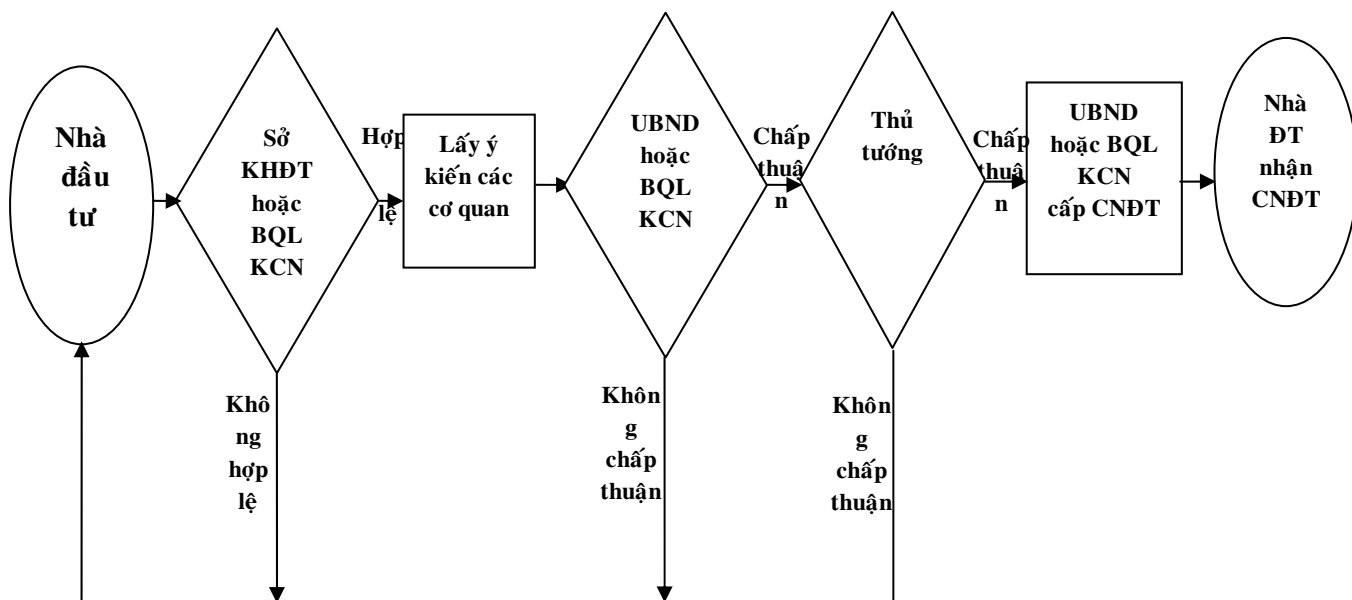 Nhà
đầu
tư
Sở
KHĐT
hoặc
BQL
KCN
Hợp
lệ
Lấy ý
kiến các
cơ quan
UBND
hoặc
BQL
KCN
Chấp
thuậ
n
Thủ
tướng
Chấp
thuậ
n
UBND
hoặc BQL
KCN
cấp CNĐT
Nhà
ĐT
nhận
CNĐT
Khô
ng
hợp
lệ
Khôn
g
chấp
thuận
Khôn
g
chấp
thuận